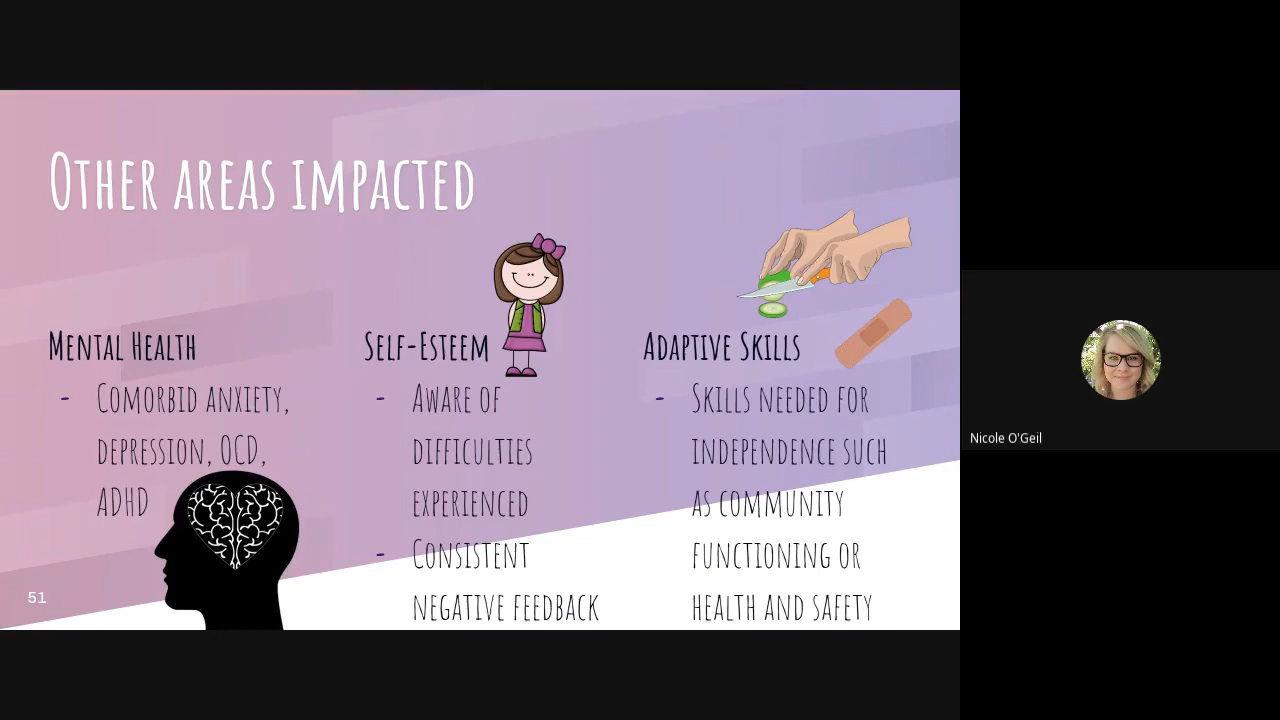 Other areas impacted
Mental Health
- Comorbid anxiety,
depression, OCD,
ADHD
Self-Esteem
- Aware of
difficulties
experienced
- Consistent
negative feedback
Adaptive Skills
- Skills needed for
independence such
as community
functioning or
health and safety
51
Nicole O'Geil